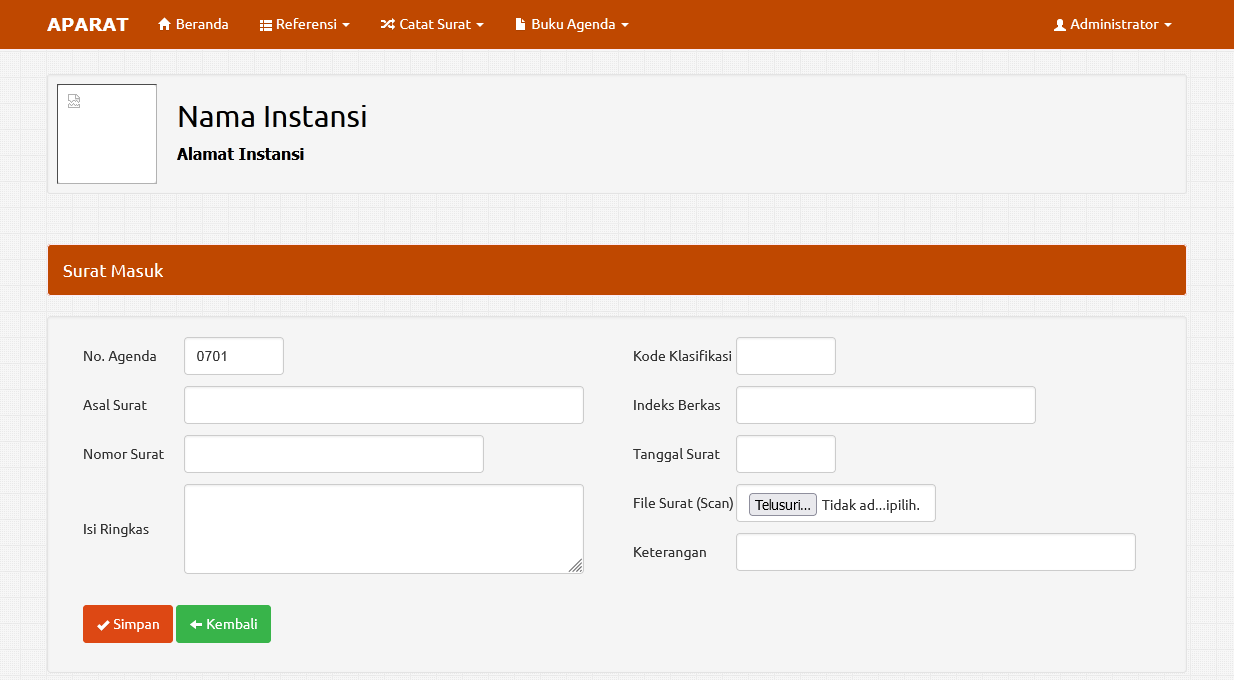 APARAT Beranda Referensi Catat Surat Buku Agenda Administrator
Nama Instansi
Alamat Instansi
Surat Masuk
No. Agenda 0701 Kode Klasifikasi
Asal Surat Indeks Berkas
Nomor Surat Tanggal Surat
File Surat (Scan) Telusuri... Tidak ad...ipilih.
Isi Ringkas
Keterangan
Simpan Kembali